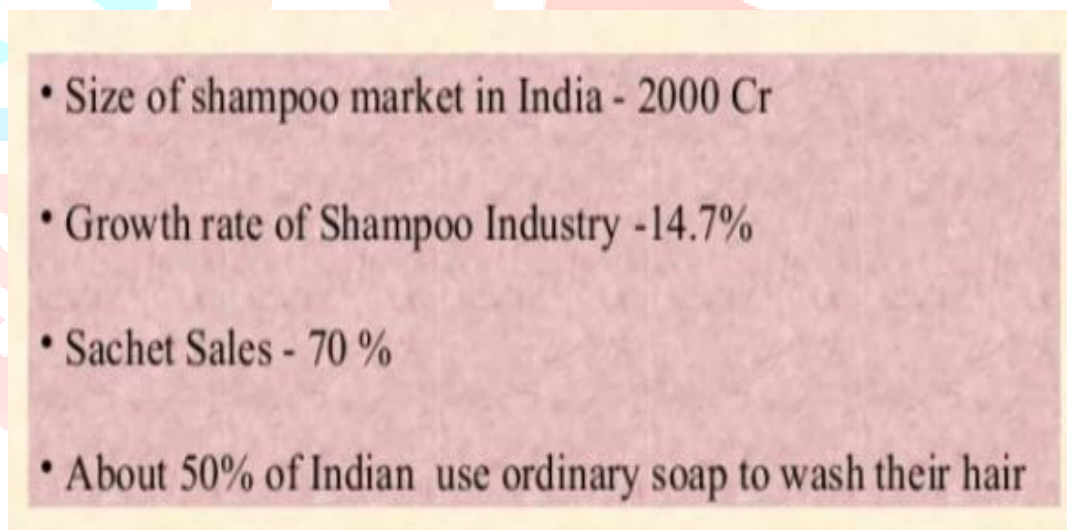 • Size of shampoo market in India - 2000 Cr
• Growth rate of Shampoo Industry -14.7%
• Sachet Sales - 70 %
• About 50% of Indian  use ordinary soap to wash their hair